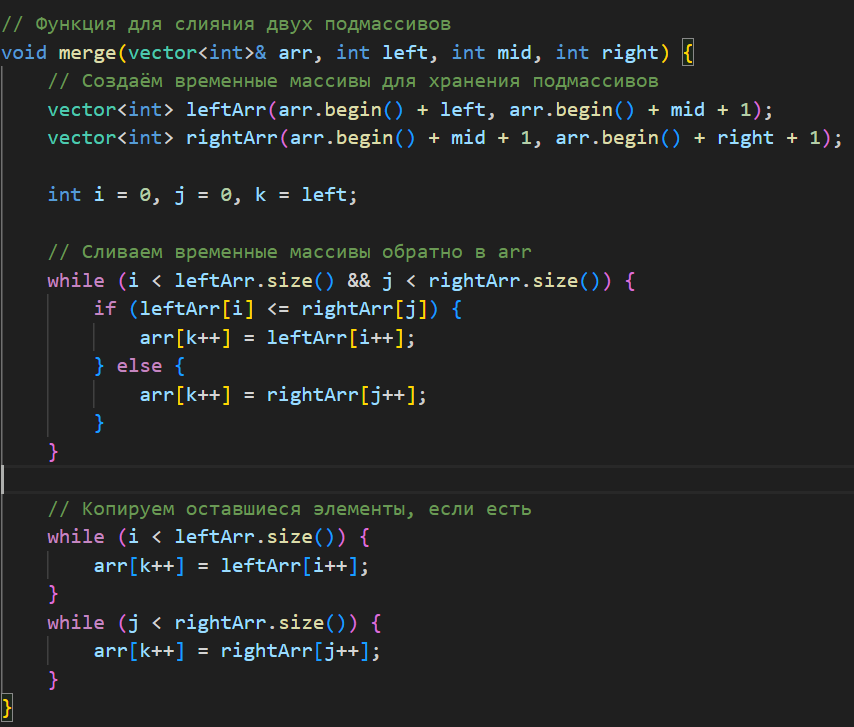 // Функция для слияния двух подмассивов
void merge(vector<int>& arr, int left, int mid, int right) {
    // Создаём временные массивы для хранения подмассивов
    vector<int> leftArr(arr.begin() + left, arr.begin() + mid + 1);
    vector<int> rightArr(arr.begin() + mid + 1, arr.begin() + right + 1);

    int i = 0, j = 0, k = left;

    // Сливаем временные массивы обратно в arr
    while (i < leftArr.size() && j < rightArr.size()) {
        if (leftArr[i] <= rightArr[j]) {
            arr[k++] = leftArr[i++];
        } else {
            arr[k++] = rightArr[j++];
        }
    }

    // Копируем оставшиеся элементы, если есть
    while (i < leftArr.size()) {
        arr[k++] = leftArr[i++];
    }
    while (j < rightArr.size()) {
        arr[k++] = rightArr[j++];
    }
}